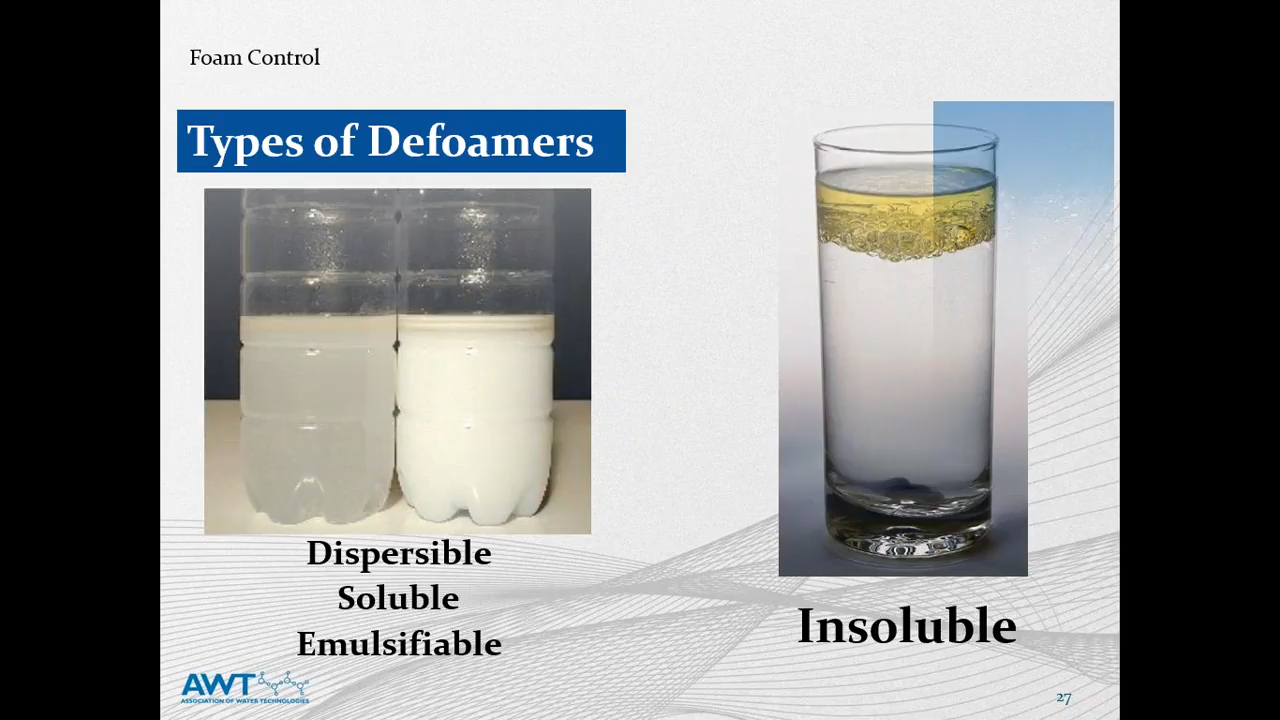 Foam Control
Types of Defoamers
Dispersible
Soluble
Emulsifiable
Insoluble
AWT
ASSOCIATION OF WATER TECHNOLOGIES
27